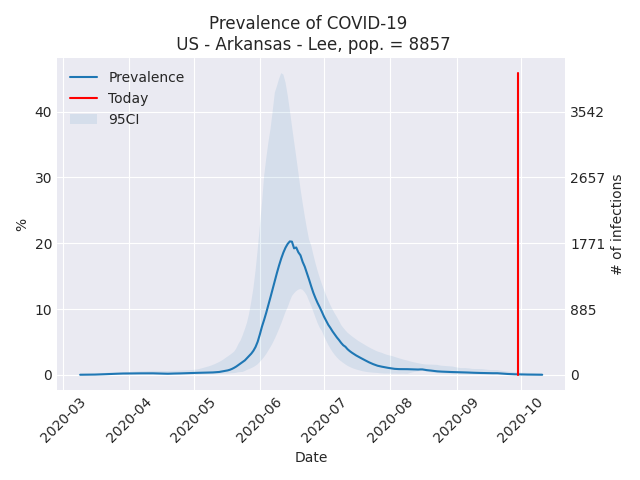 Prevalence of COVID-19
US - Arkansas - Lee, pop. = 8857
Prevalence
Today
95CI
%
40
30
20
10
0
3542
2657
1771
885
0
# of infections
2020-03
2020-04
2020-05
2020-06
2020-07
2020-08
2020-09
2020-10
Date